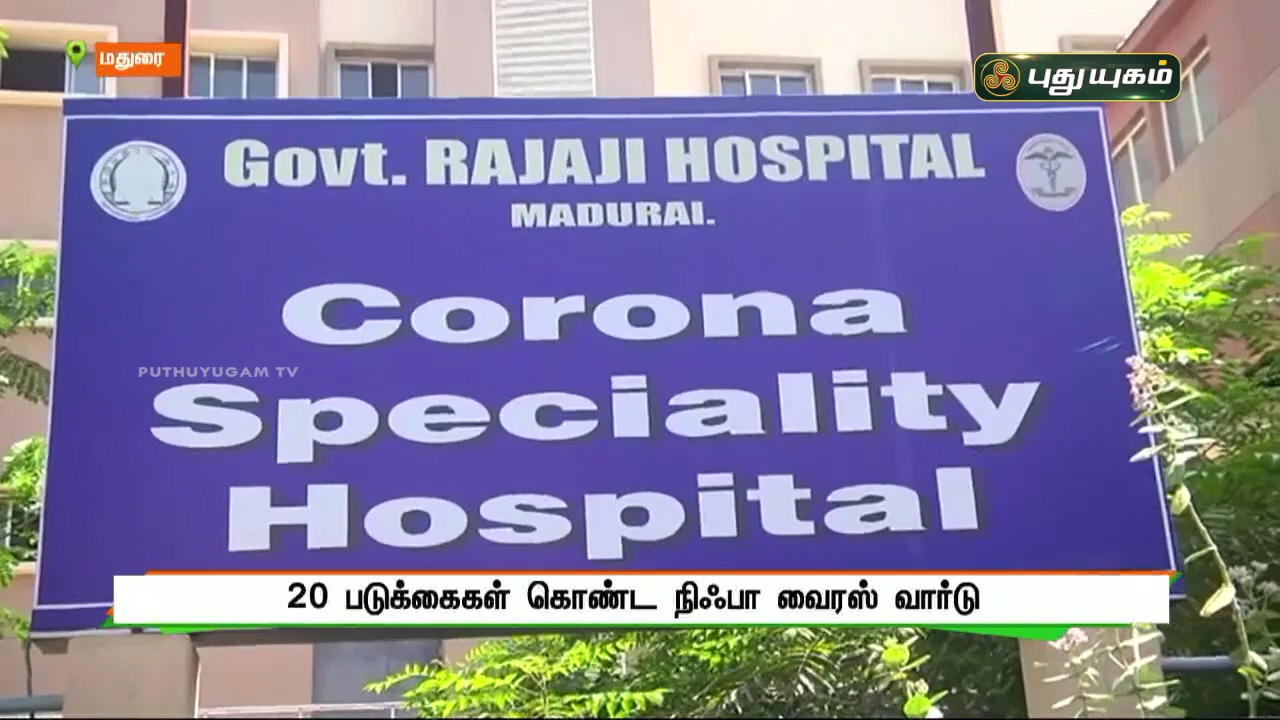 மதுரை
புதுயுகம்
Govt. RAJAJI HOSPITAL
MADURAI.
Corona
PUTHUYUGAM TV
Speciality
Hospital
20 படுக்கைகள் கொண்ட நிஃபா வைரஸ் வார்டு